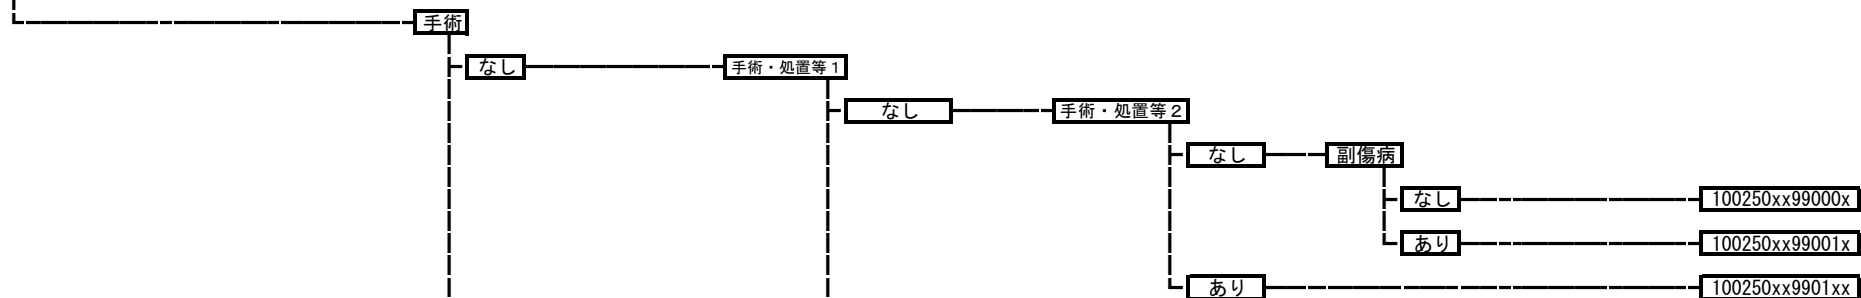 手術
なし 手術・処置等１
なし 手術・処置等２
なし 副傷病
なし 100250xx99000x
あり 100250xx99001x
あり 100250xx9901xx